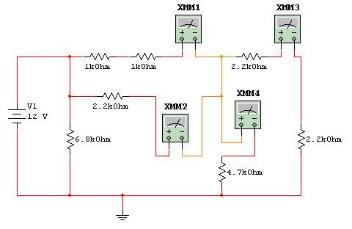 XMM1
XMM3
1kOhm
1kOhm
2.2kOhm
V1
12 V
2.2kOhm
XMM2
XMM4
6.8kOhm
2.2kOhm
4.7kOhm